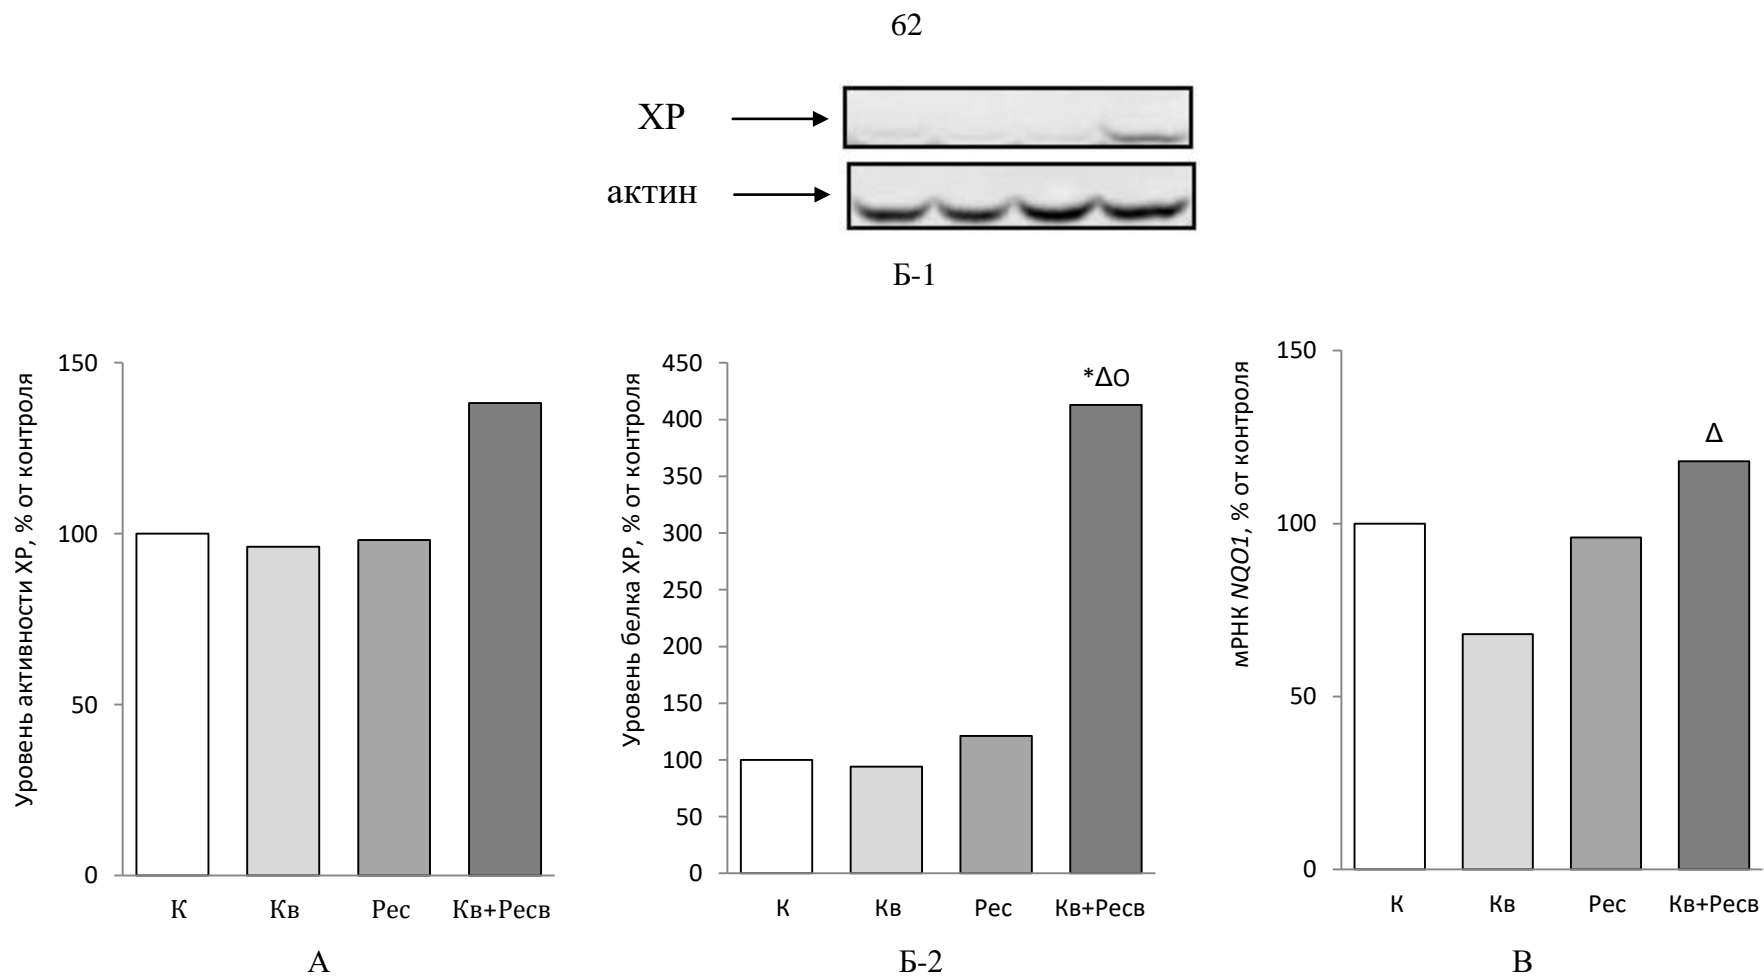 62
ХР
актин
Б-1
Уровень активности ХР, % от контроля
150
100
50
0
К Кв Рес Кв+Ресв
А
Уровень белка ХР, % от контроля
450
400
350
300
250
200
150
100
50
0
*ΔО
К Кв Рес Кв+Ресв
Б-2
мРНК NQO1, % от контроля
150
100
50
0
Δ
К Кв Рес Кв+Ресв
В